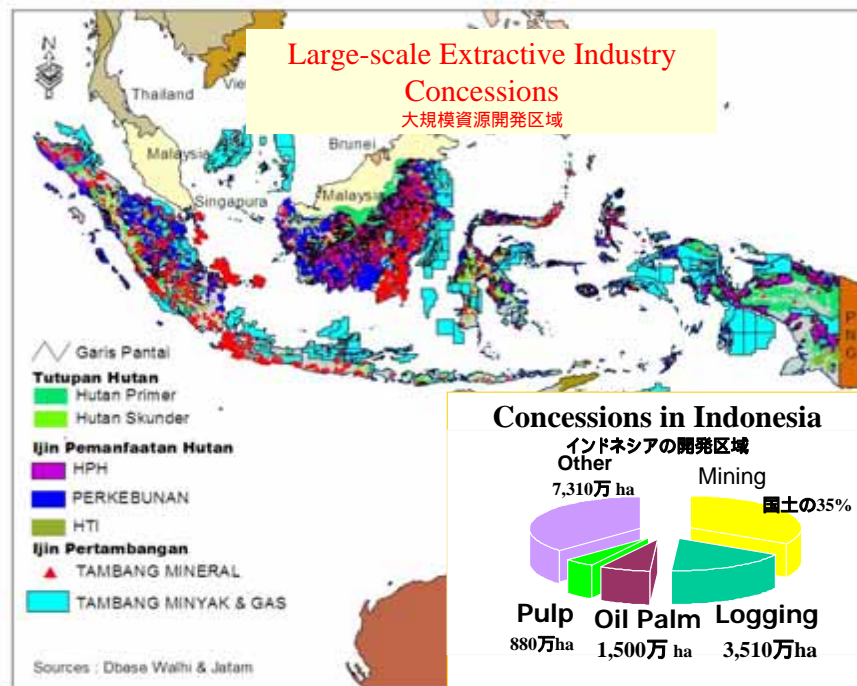 Large-scale Extractive Industry
Concessions
大規模資源開発区域
N
Thailand
Vie
Malaysia
Brunei
Singapura
Malaysia
P
N
G
Garis Pantai
Tutupan Hutan
Hutan Primer
Hutan Skunder
Ijin Pemanfaatan Hutan
HPH
PERKEBUNAN
HTI
Ijin Pertambangan
TAMBANG MINERAL
TAMBANG MINYAK & GAS
Sources : Dbase Walhi & Jatam
Concessions in Indonesia
インドネシアの開発区域
Other
7,310万 ha
Mining
国土の35%
Pulp
880万ha
Oil Palm
1,500万 ha
Logging
3,510万ha